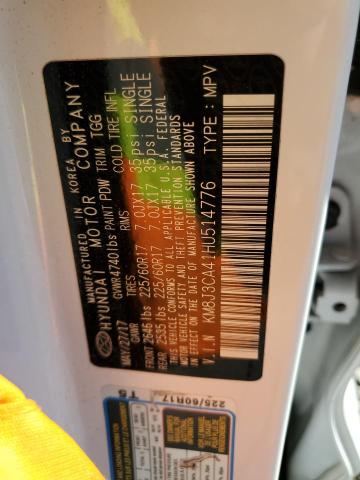 MANUFACTURED IN KOREA BY
HYUNDAI MOTOR COMPANY
GVWR 4740lbs PAINT PDW TRIM TGG
MAY/27/17 TIRES RIMS COLD TIRE INFL
GAWR
FRONT 2646lbs 225/60R17 7.0JX17 35psi SINGLE
REAR 2535lbs 225/60R17 7.0JX17 35psi SINGLE
THIS VEHICLE CONFORMS TO ALL APPLICABLE U.S.A. FEDERAL
MOTOR VEHICLE SAFETY AND THEFT PREVENTION STANDARDS
IN EFFECT ON THE DATE OF MANUFACTURE SHOWN ABOVE
V.I.N KM8J3CA41HU514776 TYPE : MPV
225/60R17